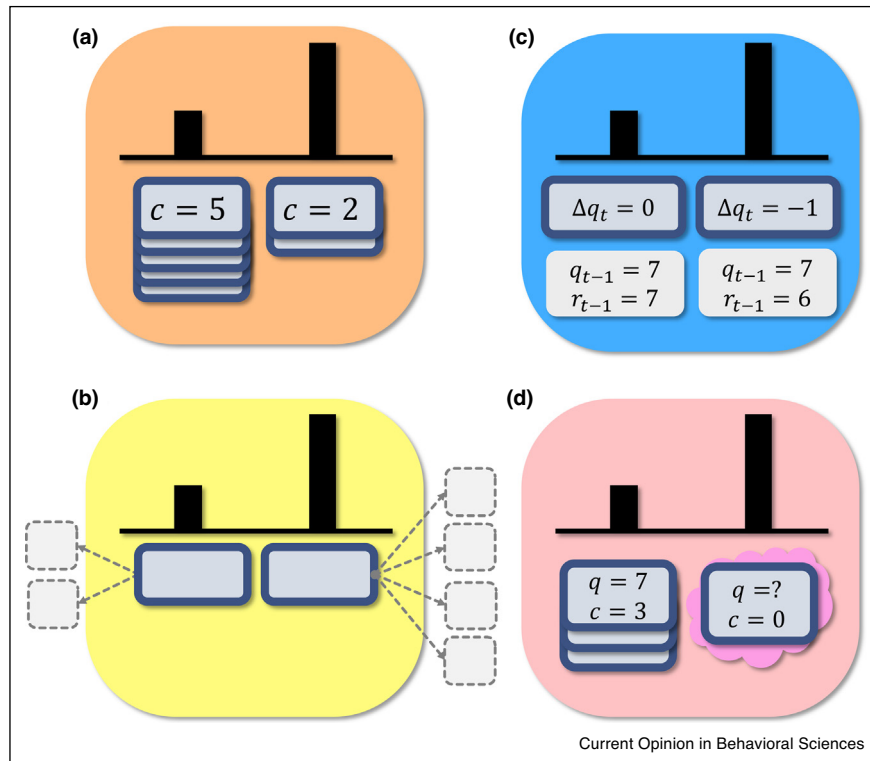 (a)
c = 5
c = 2
(b)
(c)
Δq_t = 0
Δq_t = −1
q_{t−1} = 7
r_{t−1} = 7
q_{t−1} = 7
r_{t−1} = 6
(d)
q = 7
c = 3
q =?
c = 0
Current Opinion in Behavioral Sciences